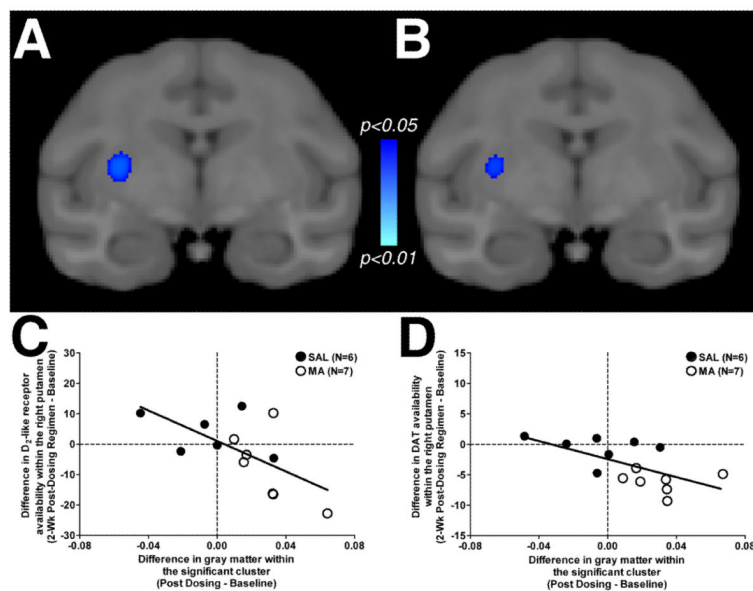 A
B
p<0.05
p<0.01
C
D
SAL (N=6)
MA (N=7)
Difference in D2-like receptor
availability within the right putamen
(2-Wk Post-Dosing Regimen - Baseline)
30
20
10
0
-10
-20
-30
-0.08
-0.04
0.00
0.04
0.08
Difference in gray matter within
the significant cluster
(Post Dosing - Baseline)
SAL (N=6)
MA (N=7)
Difference in DAT availability
within the right putamen
(2-Wk Post-Dosing Regimen - Baseline)
15
10
5
0
-5
-10
-15
-0.08
-0.04
0.00
0.04
0.08
Difference in gray matter within
the significant cluster
(Post Dosing - Baseline)